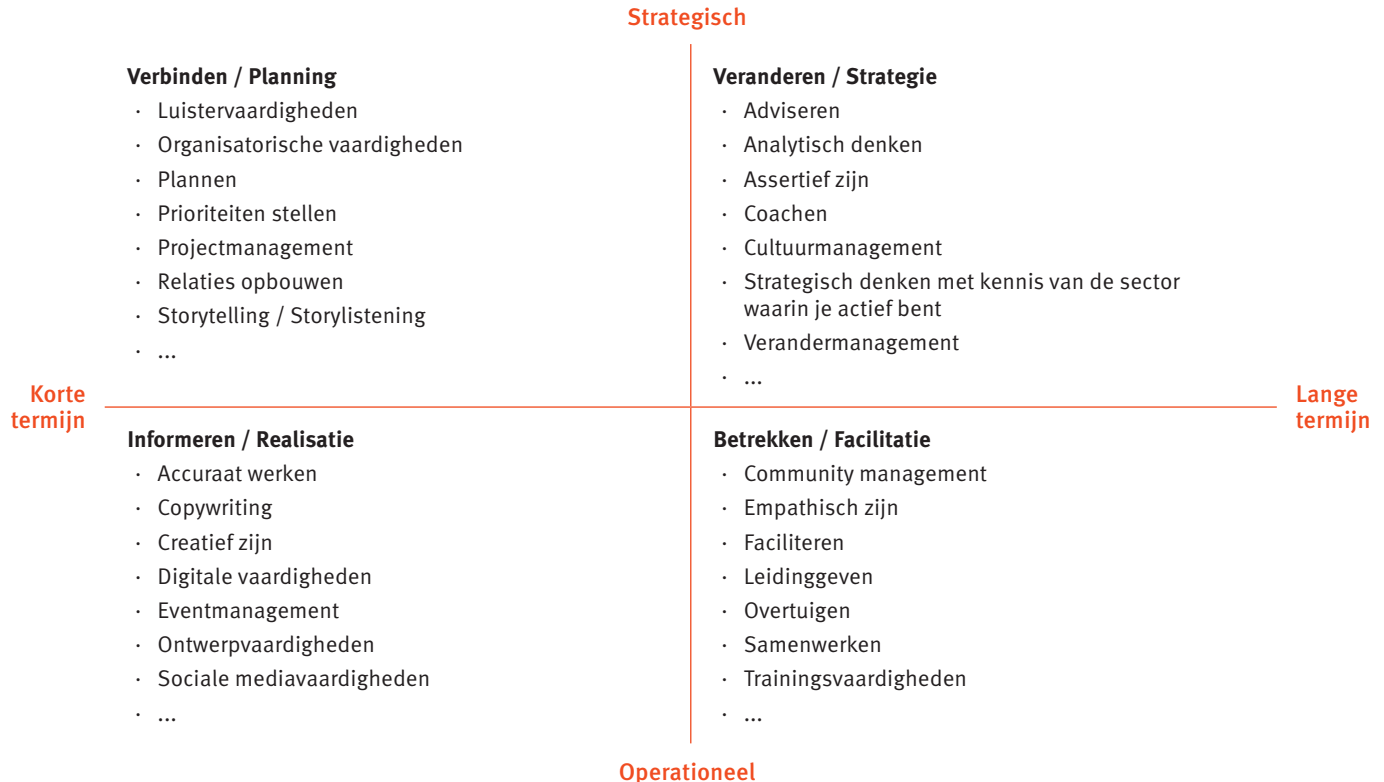 Strategisch
Verbinden / Planning
· Luistervaardigheden
· Organisatorische vaardigheden
· Plannen
· Prioriteiten stellen
· Projectmanagement
· Relaties opbouwen
· Storytelling / Storylistening
· ...
Veranderen / Strategie
· Adviseren
· Analytisch denken
· Assertief zijn
· Coachen
· Cultuurmanagement
· Strategisch denken met kennis van de sector
waarin je actief bent
· Verandermanagement
· ...
Korte
termijn
Lange
termijn
Informeren / Realisatie
· Accuraat werken
· Copywriting
· Creatief zijn
· Digitale vaardigheden
· Eventmanagement
· Ontwerpvaardigheden
· Sociale mediavaardigheden
· ...
Betrekken / Facilitatie
· Community management
· Empathisch zijn
· Faciliteren
· Leidinggeven
· Overtuigen
· Samenwerken
· Trainingsvaardigheden
· ...
Operationeel